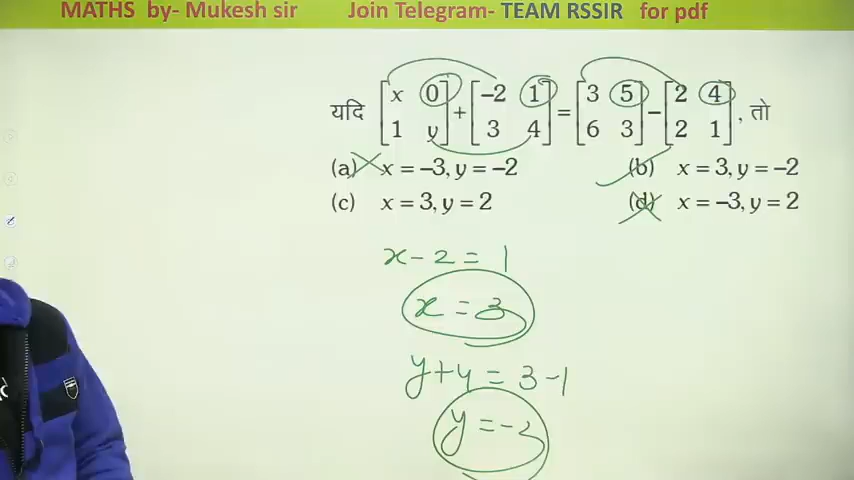 MATHS by- Mukesh sir Join Telegram- TEAM RSSIR for pdf
यदि [x 0 1 y] + [-2 1 3 4] = [3 5 6 3] - [2 4 2 1], तो
(a) x = -3, y = -2 (b) x = 3, y = -2
(c) x = 3, y = 2 (d) x = -3, y = 2
x - 2 = 1
x = 3
y + 4 = 3 - 1
y = -2